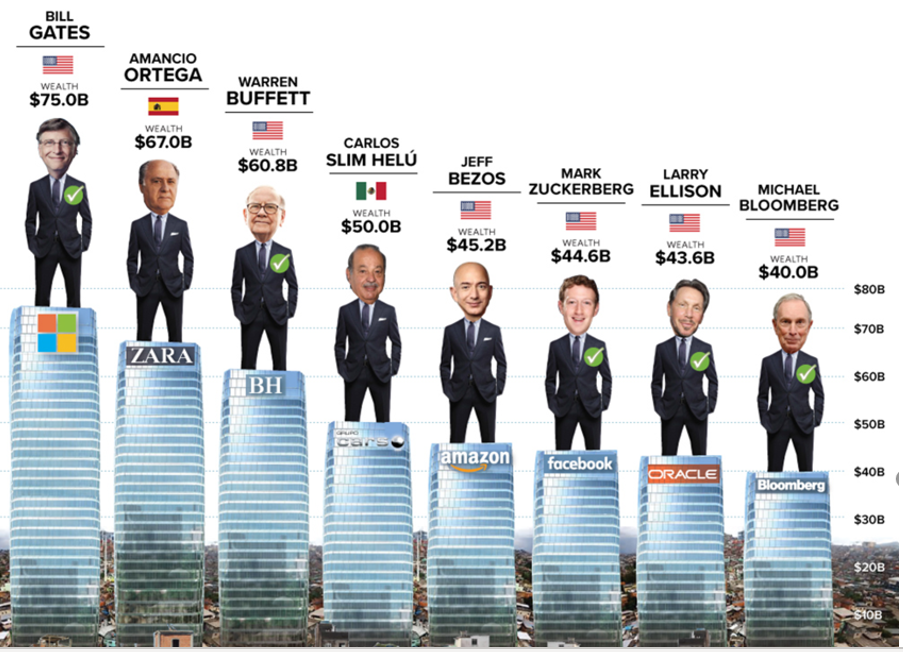 BILL
GATES
WEALTH
$75.0B
AMANCIO
ORTEGA
WEALTH
$67.0B
WARREN
BUFFETT
WEALTH
$60.8B
CARLOS
SLIM HELÚ
WEALTH
$50.0B
JEFF
BEZOS
WEALTH
$45.2B
MARK
ZUCKERBERG
WEALTH
$44.6B
LARRY
ELLISON
WEALTH
$43.6B
MICHAEL
BLOOMBERG
WEALTH
$40.0B
ZARA
BH
GRUPO
carso
amazon
facebook
ORACLE
Bloomberg
$80B
$70B
$60B
$50B
$40B
$30B
$20B
$10B